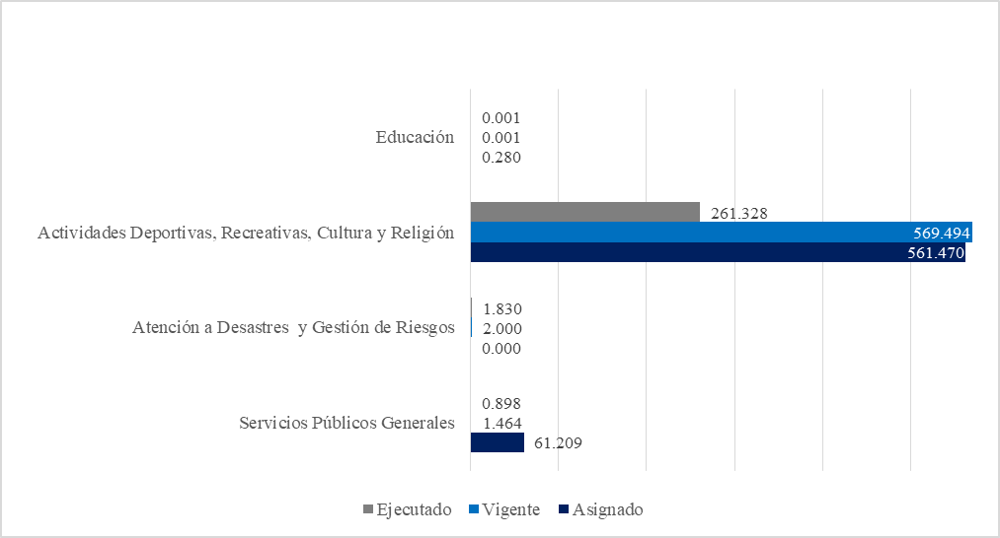 0.001
Educación
0.001
0.280
261.328
Actividades Deportivas, Recreativas, Cultura y Religión
569.494
561.470
1.830
Atención a Desastres  y Gestión de Riesgos
2.000
0.000
0.898
Servicios Públicos Generales
1.464
61.209
Ejecutado Vigente Asignado